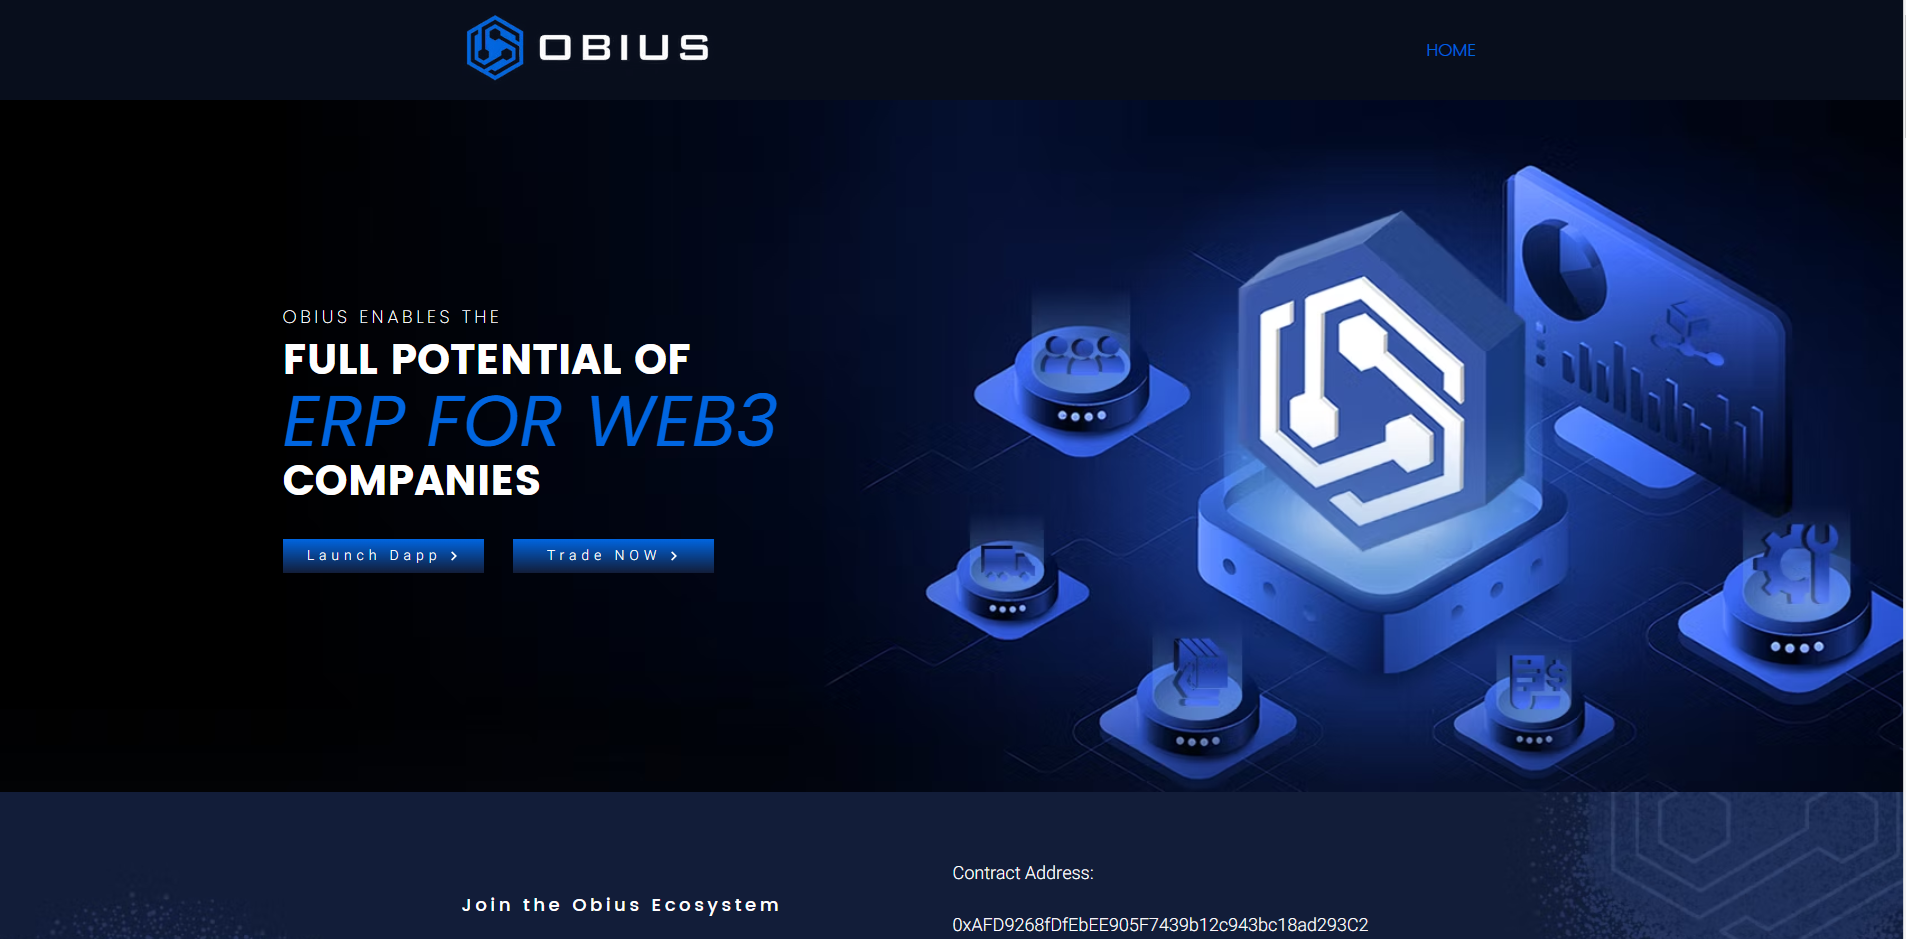 OBIUS
HOME
OBIUS ENABLES THE
FULL POTENTIAL OF
ERP FOR WEB3
COMPANIES
Launch Dapp
Trade NOW
Join the Obius Ecosystem
Contract Address:
0xAFD9268fDfEbEE905F7439b12c943bc18ad293C2